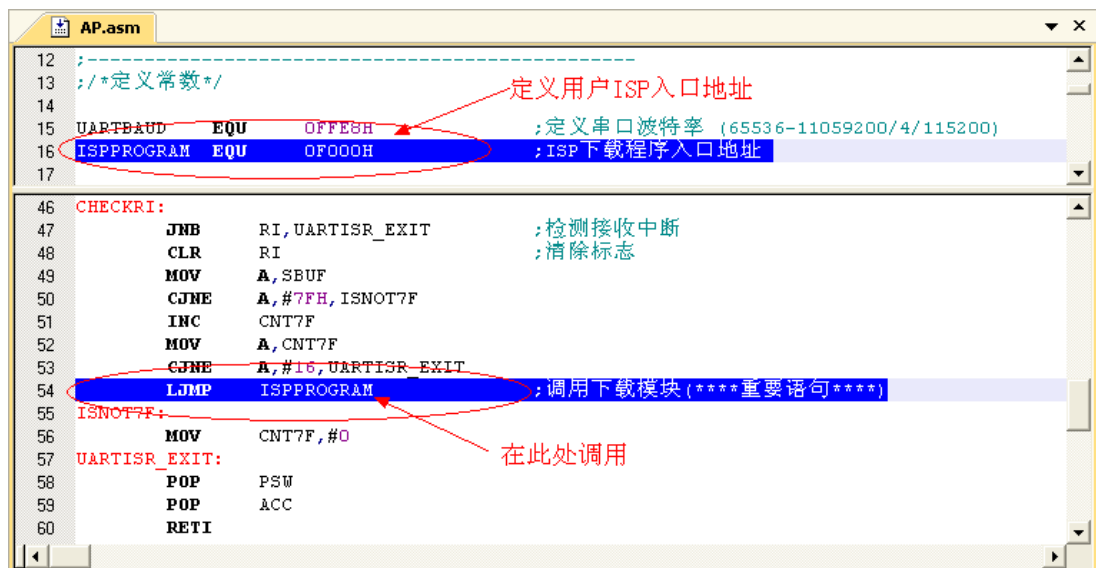 AP.asm
12 ;-------------------------------------------------
13 ;/*定义常数*/
定义用户ISP入口地址
14
15 UARTBAUD EQU 0FFE8H ;定义串口波特率 (65536-11059200/4/115200)
16 ISPPROGRAM EQU 0F000H ;ISP下载程序入口地址
17
46 CHECKRI:
47 JNB RI,UARTISR_EXIT ;检测接收中断
48 CLR RI ;清除标志
49 MOV A,SBUF
50 CJNE A,#7FH,ISNOT7F
51 INC CNT7F
52 MOV A,CNT7F
53 CJNE A,#16,UARTISR_EXIT
54 LJMP ISPPROGRAM ;调用下载模块(****重要语句****)
55 ISNOT7F:
56 MOV CNT7F,#0
在此处调用
57 UARTISR_EXIT:
58 POP PSW
59 POP ACC
60 RETI